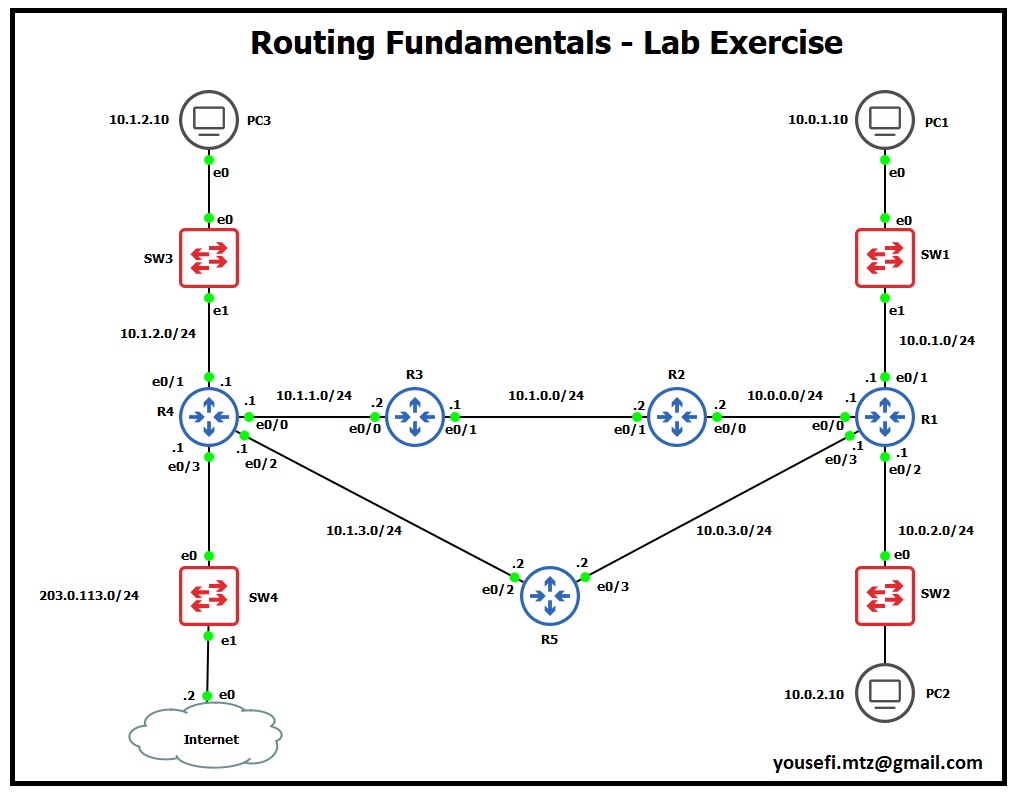 Routing Fundamentals - Lab Exercise
10.1.2.10
PC3
10.0.1.10
PC1
e0
e0
e0
e0
SW3
SW1
e1
e1
10.1.2.0/24
10.0.1.0/24
e0/1
.1
.1
e0/1
R4
.1
10.1.1.0/24
.2
R3
.1
10.1.0.0/24
.2
R2
.2
10.0.0.0/24
.1
R1
e0/0
e0/0
e0/1
e0/1
e0/0
e0/0
.1
e0/3
.1
e0/2
.1
e0/3
.1
e0/2
10.1.3.0/24
10.0.3.0/24
10.0.2.0/24
e0
.2
.2
e0
e0/2
e0/3
203.0.113.0/24
SW4
SW2
R5
e1
.2
e0
10.0.2.10
PC2
Internet
yousefi.mtz@gmail.com